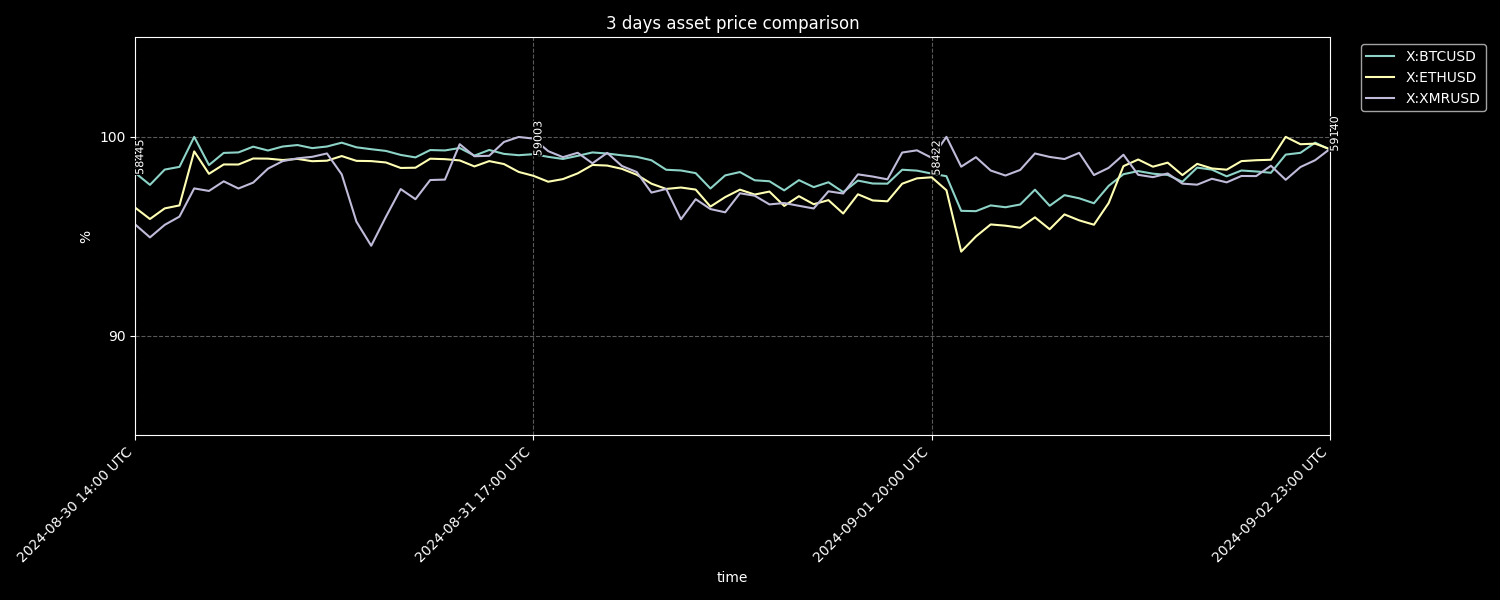 3 days asset price comparison
X:BTCUSD
X:ETHUSD
X:XMRUSD
100
90
%
58445
59003
58422
59140
2024-08-30 14:00 UTC
2024-08-31 17:00 UTC
2024-09-01 20:00 UTC
2024-09-02 23:00 UTC
time